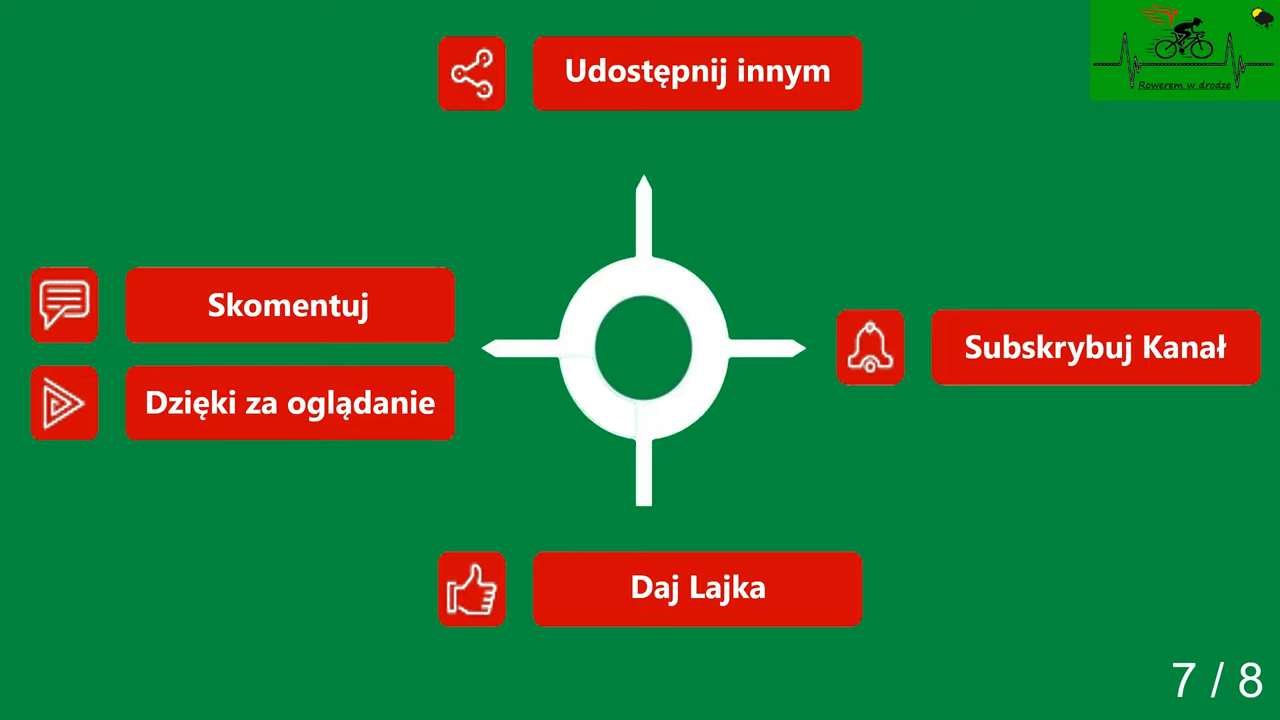 Udostępnij innym
Rowerem w drodze
Skomentuj
Subskrybuj Kanał
Dzięki za oglądanie
Daj Lajka
7 / 8